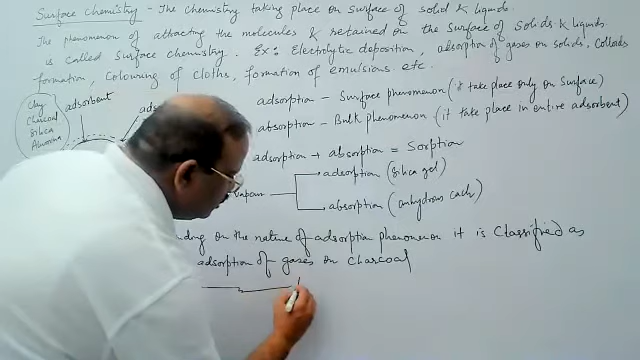 Surface Chemistry - The Chemistry taking place on surface of solid & liquids.
The phenomenon of attracting the molecules & retained on the surface of solids & liquids
is called Surface chemistry. Ex: Electrolytic deposition, absorption of gases on solids, Colloids
formation, Colouring of cloths, formation of emulsions etc.
Clay
Charcoal
Silica
Alumina
adsorbent
ads
adsorption - Surface phenomenon (it take place only on Surface)
absorption - Bulk phenomenon (it take place in entire adsorbent)
adsorption + absorption = Sorption
vapour
adsorption (silica gel)
absorption (anhydrous cacl2)
nding on the nature of adsorption phenomenon it is Classified as
adsorption of gases on Charcoal